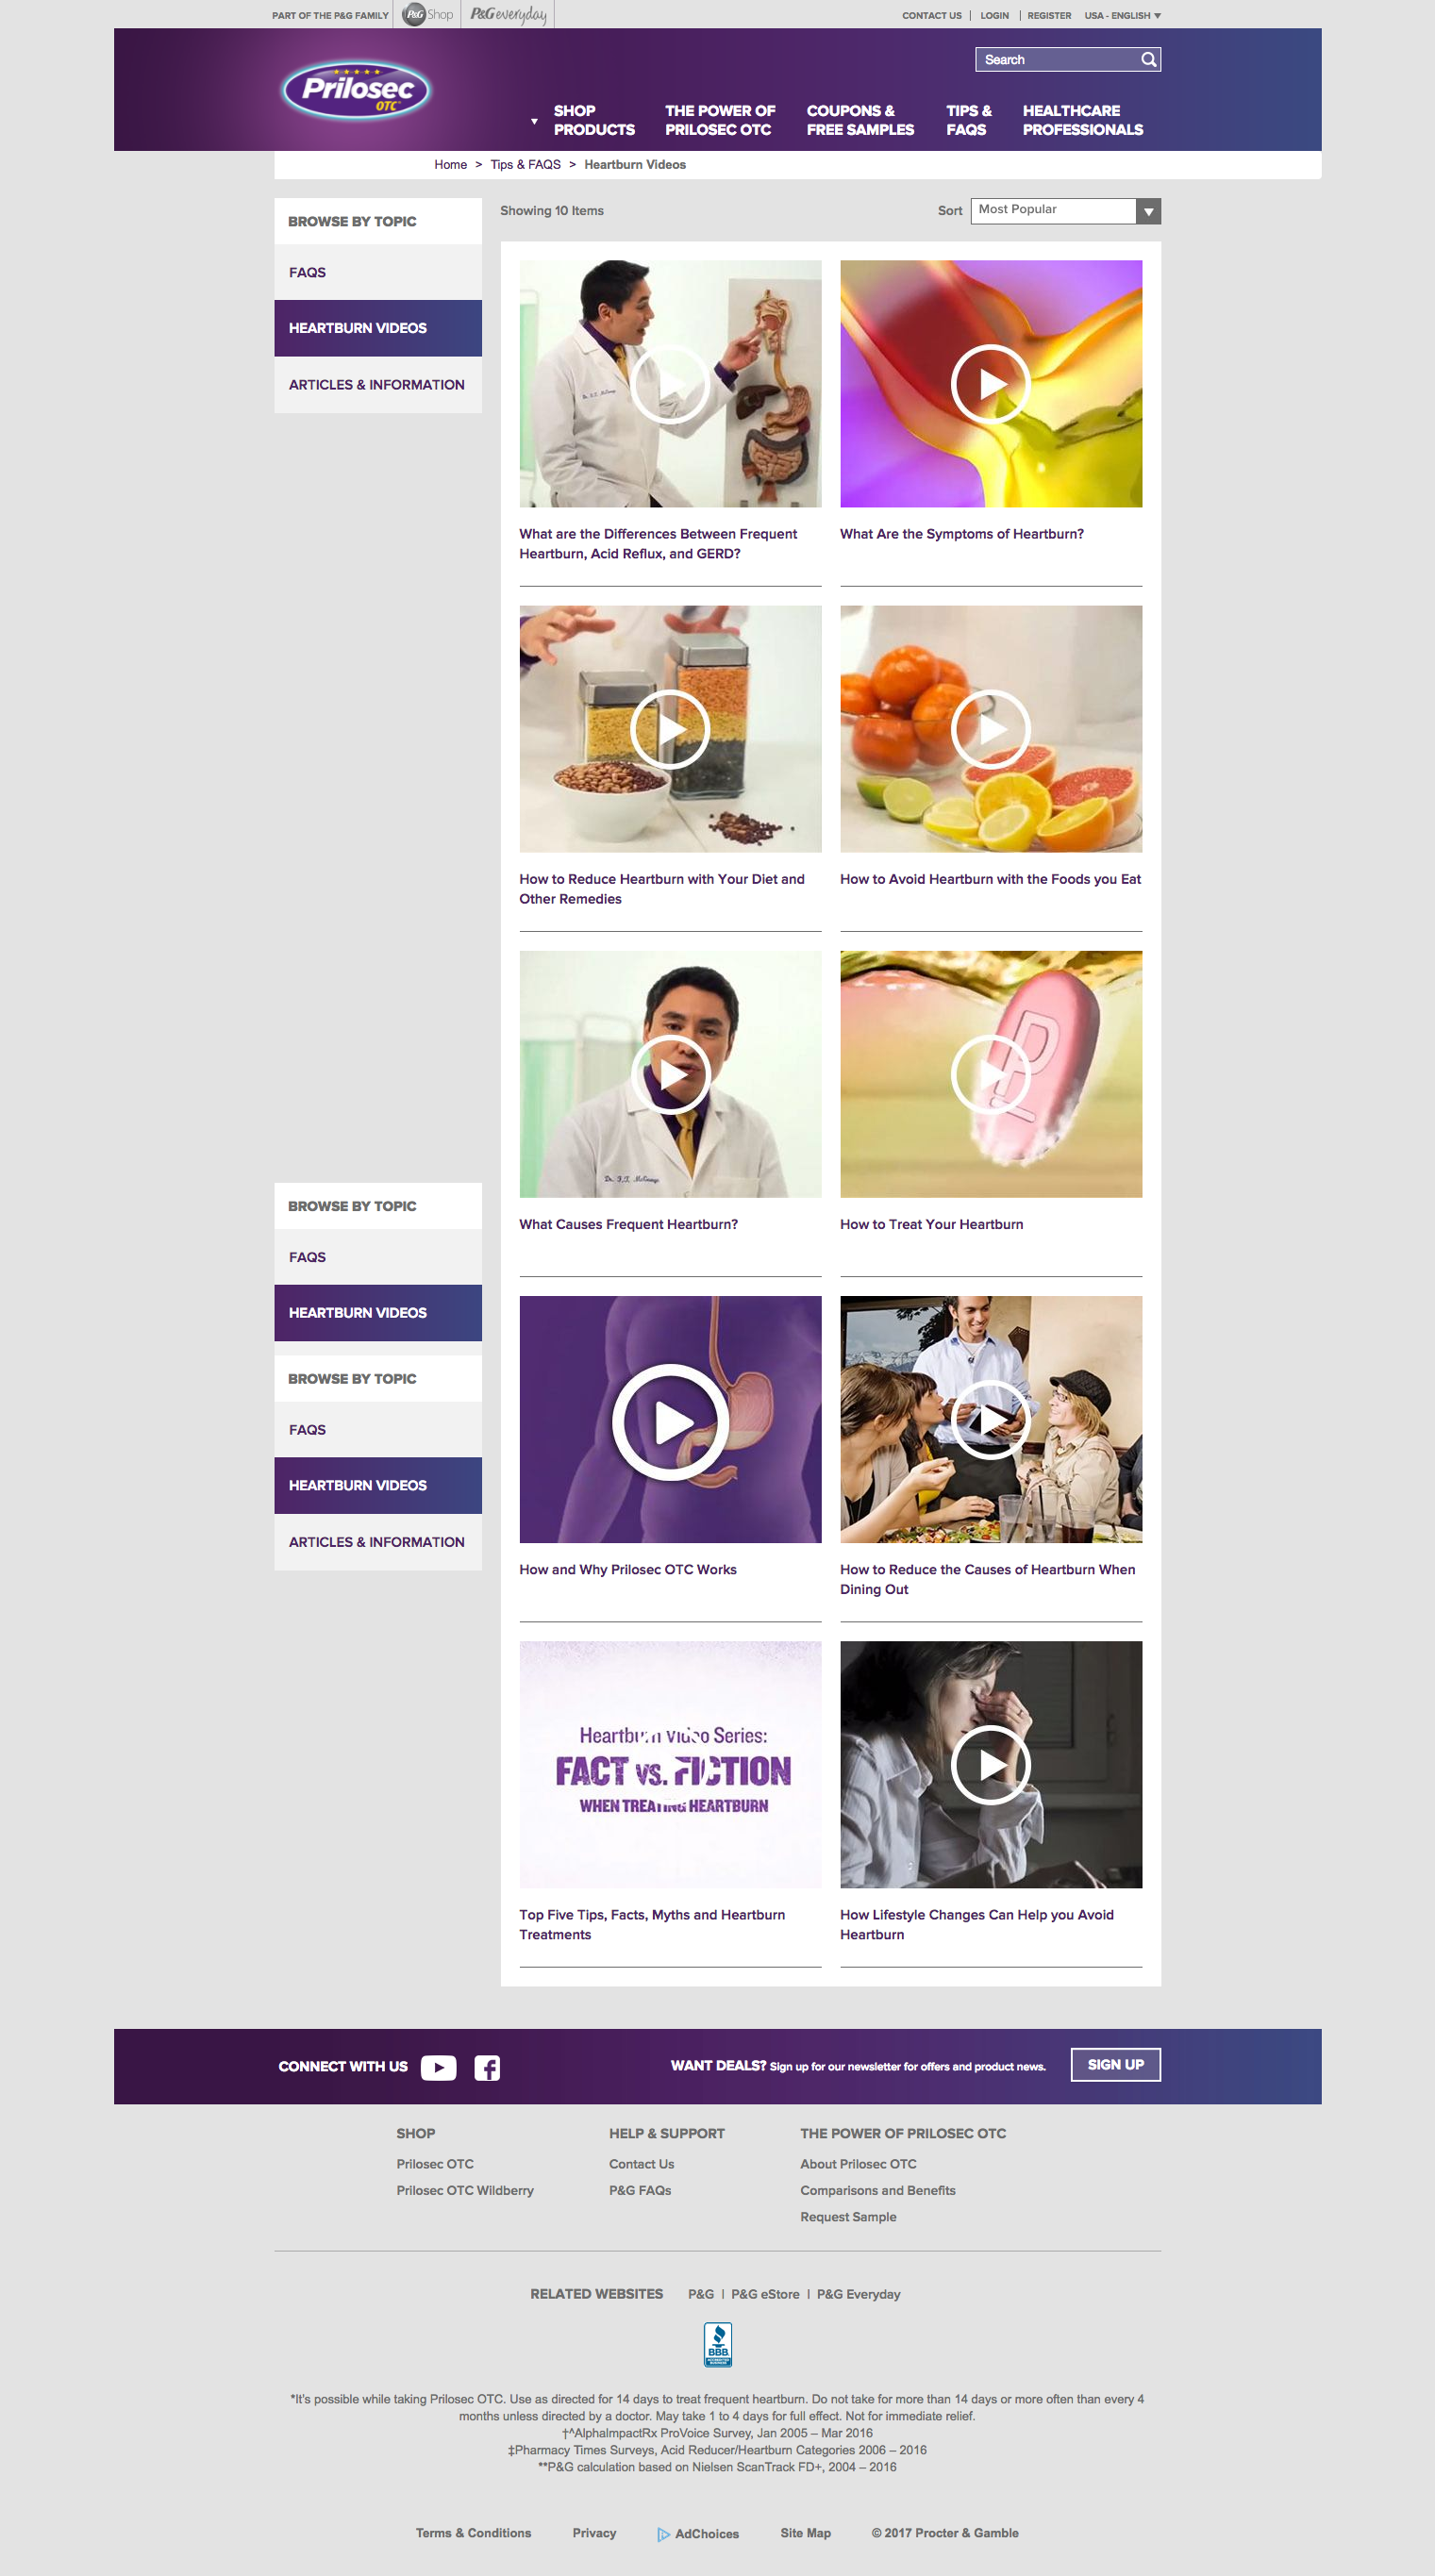 PART OF THE P&G FAMILY
P&G Shop
P&G everyday
CONTACT US | LOGIN | REGISTER USA - ENGLISH
Prilosec
OTC
Search
SHOP
PRODUCTS
THE POWER OF
PRILOSEC OTC
COUPONS &
FREE SAMPLES
TIPS &
FAQS
HEALTHCARE
PROFESSIONALS
Home > Tips & FAQS > Heartburn Videos
BROWSE BY TOPIC
FAQS
HEARTBURN VIDEOS
ARTICLES & INFORMATION
Showing 10 Items
Sort
Most Popular
What are the Differences Between Frequent
Heartburn, Acid Reflux, and GERD?
What Are the Symptoms of Heartburn?
How to Reduce Heartburn with Your Diet and
Other Remedies
How to Avoid Heartburn with the Foods you Eat
What Causes Frequent Heartburn?
How to Treat Your Heartburn
BROWSE BY TOPIC
FAQS
HEARTBURN VIDEOS
BROWSE BY TOPIC
FAQS
HEARTBURN VIDEOS
ARTICLES & INFORMATION
How and Why Prilosec OTC Works
How to Reduce the Causes of Heartburn When
Dining Out
Heartburn Video Series:
FACT VS. FICTION
WHEN TREATING HEARTBURN
Top Five Tips, Facts, Myths and Heartburn
Treatments
How Lifestyle Changes Can Help you Avoid
Heartburn
CONNECT WITH US
WANT DEALS? Sign up for our newsletter for offers and product news.
SIGN UP
SHOP
Prilosec OTC
Prilosec OTC Wildberry
HELP & SUPPORT
Contact Us
P&G FAQs
THE POWER OF PRILOSEC OTC
About Prilosec OTC
Comparisons and Benefits
Request Sample
RELATED WEBSITES P&G | P&G eStore | P&G Everyday
BBB
*It's possible while taking Prilosec OTC. Use as directed for 14 days to treat frequent heartburn. Do not take for more than 14 days or more often than every 4
months unless directed by a doctor. May take 1 to 4 days for full effect. Not for immediate relief.
†^AlphaImpactRx ProVoice Survey, Jan 2005 – Mar 2016
‡Pharmacy Times Surveys, Acid Reducer/Heartburn Categories 2006 – 2016
**P&G calculation based on Nielsen ScanTrack FD+, 2004 – 2016
Terms & Conditions
Privacy
AdChoices
Site Map
© 2017 Procter & Gamble